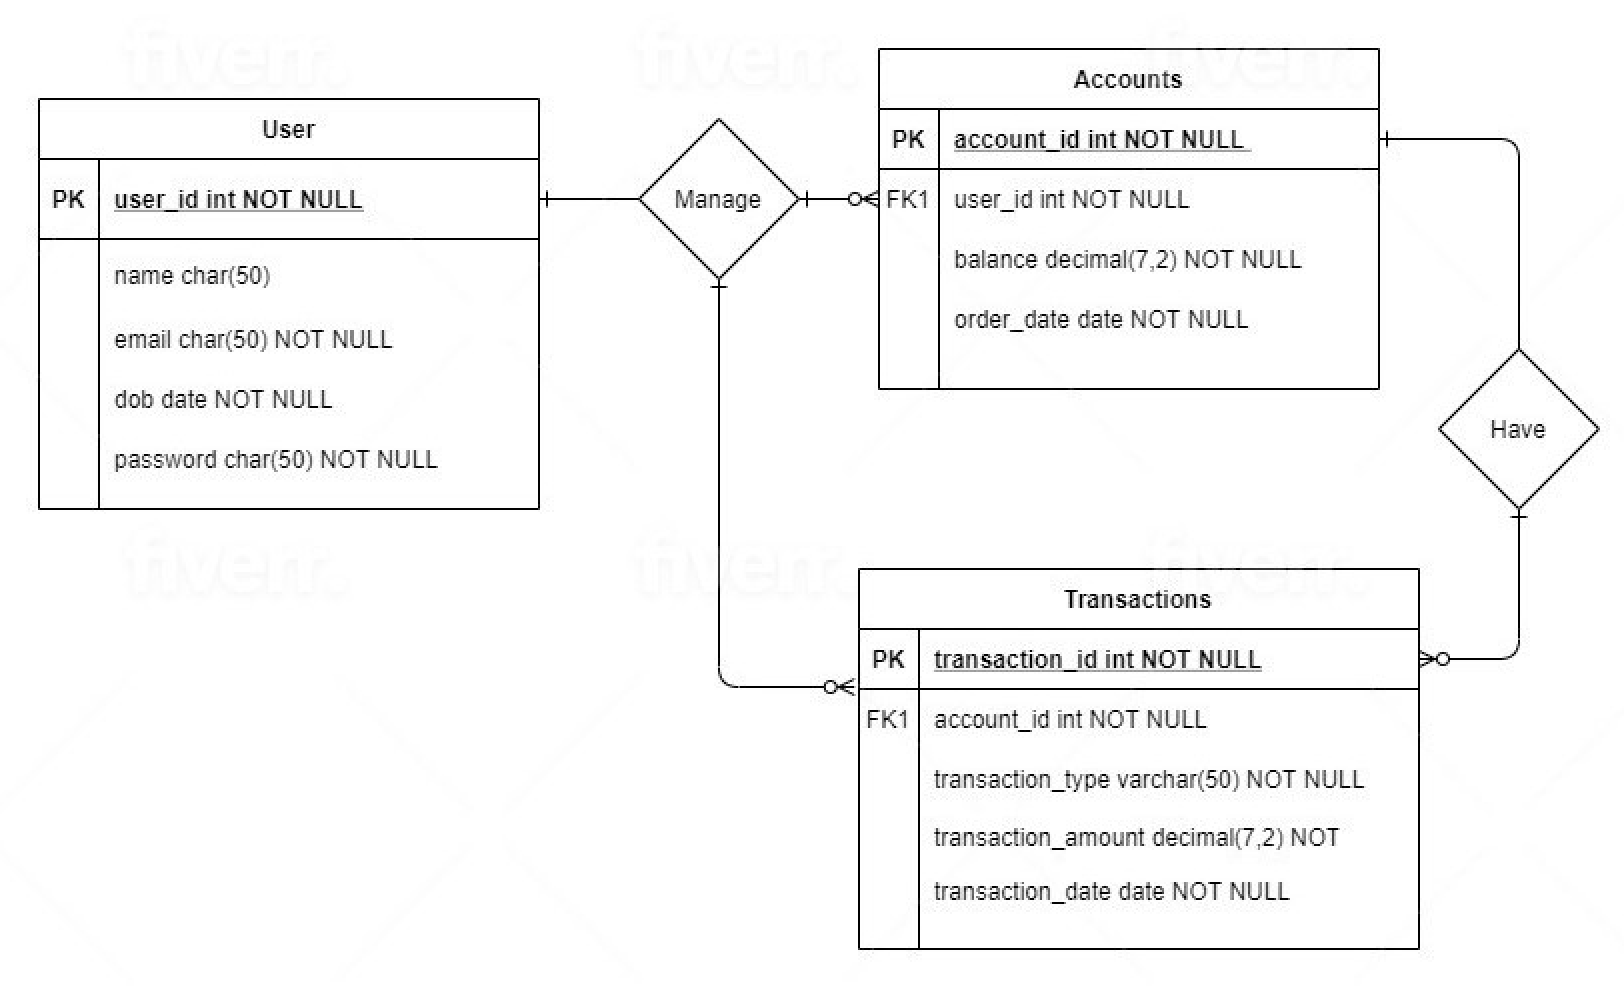 fiverr.
fiverr.
fiverr.
User
PK
user_id int NOT NULL
name char(50)
email char(50) NOT NULL
dob date NOT NULL
password char(50) NOT NULL
Manage
Accounts
PK
account_id int NOT NULL
FK1
user_id int NOT NULL
balance decimal(7,2) NOT NULL
order_date date NOT NULL
Have
fiverr.
fiverr.
fiverr.
Transactions
PK
transaction_id int NOT NULL
FK1
account_id int NOT NULL
transaction_type varchar(50) NOT NULL
transaction_amount decimal(7,2) NOT
transaction_date date NOT NULL